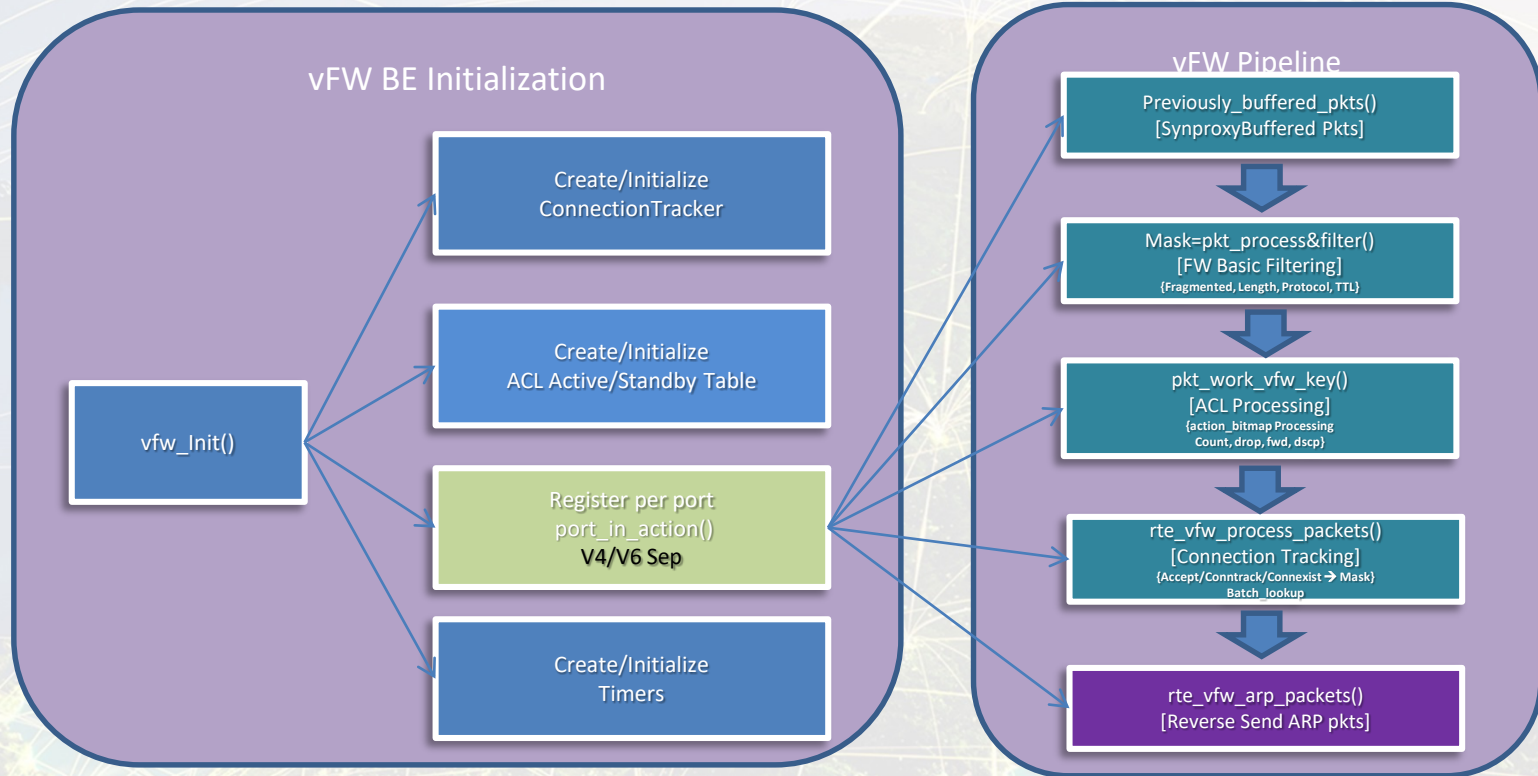 vFW BE Initialization
vfw_Init()
Create/Initialize
ConnectionTracker
Create/Initialize
ACL Active/Standby Table
Register per port
port_in_action()
V4/V6 Sep
Create/Initialize
Timers
vFW Pipeline
Previously_buffered_pkts()
[SynproxyBuffered Pkts]
Mask=pkt_process&filter()
[FW Basic Filtering]
{Fragmented, Length, Protocol, TTL}
pkt_work_vfw_key()
[ACL Processing]
{action_bitmap Processing
Count, drop, fwd, dscp}
rte_vfw_process_packets()
[Connection Tracking]
{Accept/Conntrack/Connexist → Mask}
Batch_lookup
rte_vfw_arp_packets()
[Reverse Send ARP pkts]